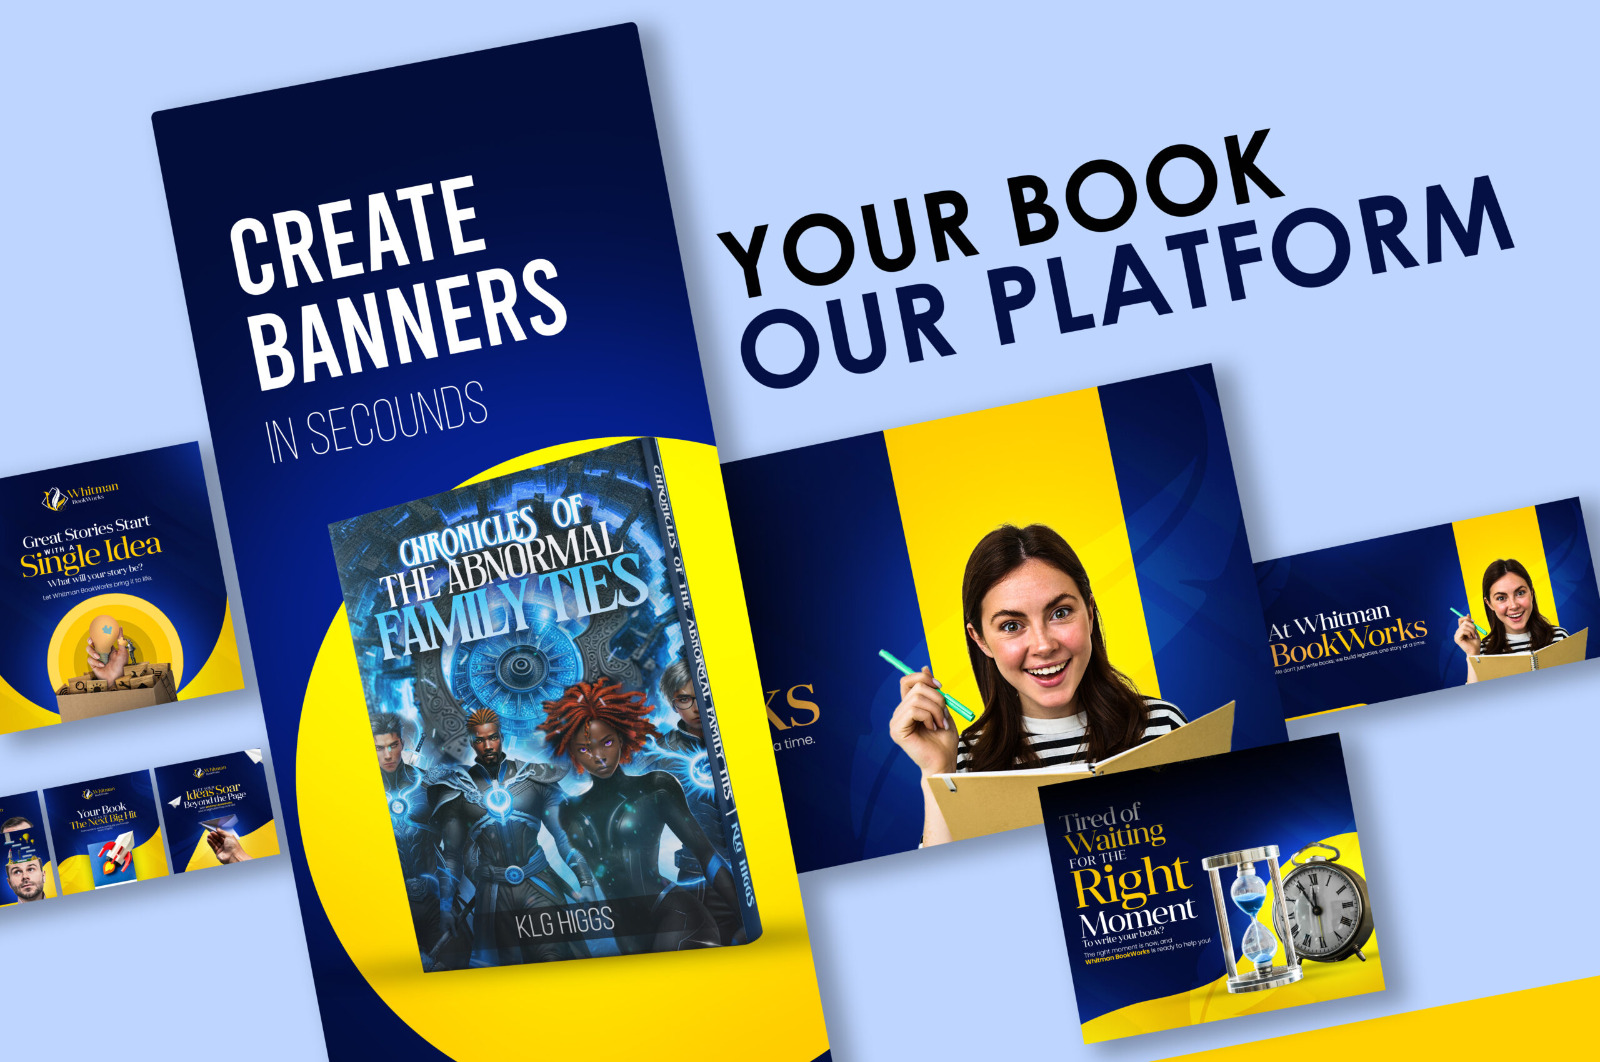 CREATE
BANNERS
IN SECOUNDS
YOUR BOOK
OUR PLATFORM
CHRONICLES OF
THE ABNORMAL
FAMILY TIES
KLG HIGGS
CHRONICLES OF THE ABNORMAL FAMILY TIES | KLG HIGGS
Whitman
BookWorks
Great Stories Start
WITH A
Single Idea
What will your story be?
Let Whitman BookWorks bring it to life.
Whitman
Your Book
The Next Big Hit
Whitman
Ideas Soar
Beyond the Page
KS
a time.
At Whitman
BookWorks
We don't just write books; we build legacies, one story at a time.
Tired of
Waiting
FOR THE
Right
Moment
To write your book?
The right moment is now, and
Whitman BookWorks is ready to help you!